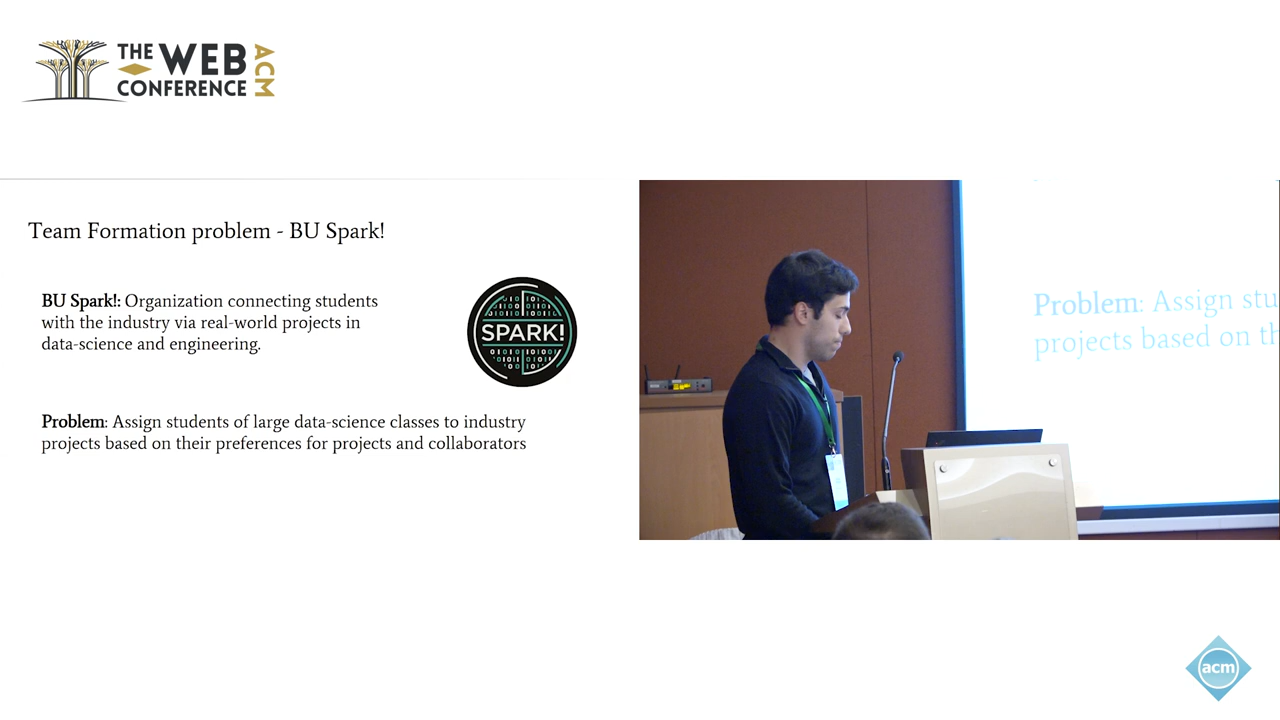 THE WEB
CONFERENCE
ACM
Team Formation problem - BU Spark!
BU Spark!: Organization connecting students
with the industry via real-world projects in
data-science and engineering.
SPARK!
Problem: Assign students of large data-science classes to industry
projects based on their preferences for projects and collaborators
Problem: Assign stu
projects based on th
acm